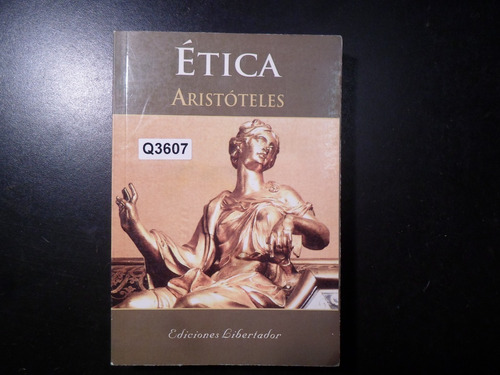 ÉTICA
ARISTÓTELES
Q3607
Ediciones Libertador